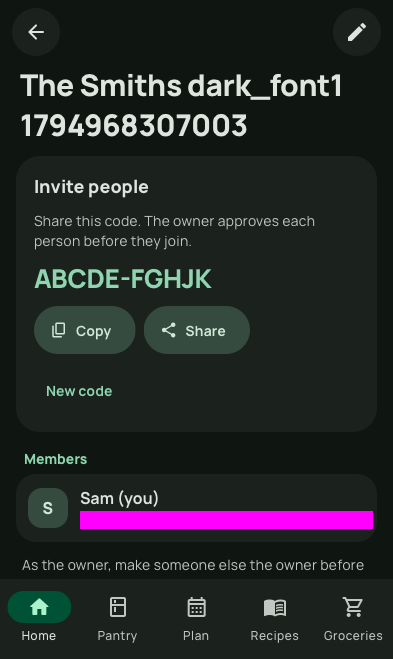 The Smiths dark_font1
1794968307003
Invite people
Share this code. The owner approves each
person before they join.
ABCDE-FGHJK
Copy
Share
New code
Members
S
Sam (you)
As the owner, make someone else the owner before
Home
Pantry
Plan
Recipes
Groceries